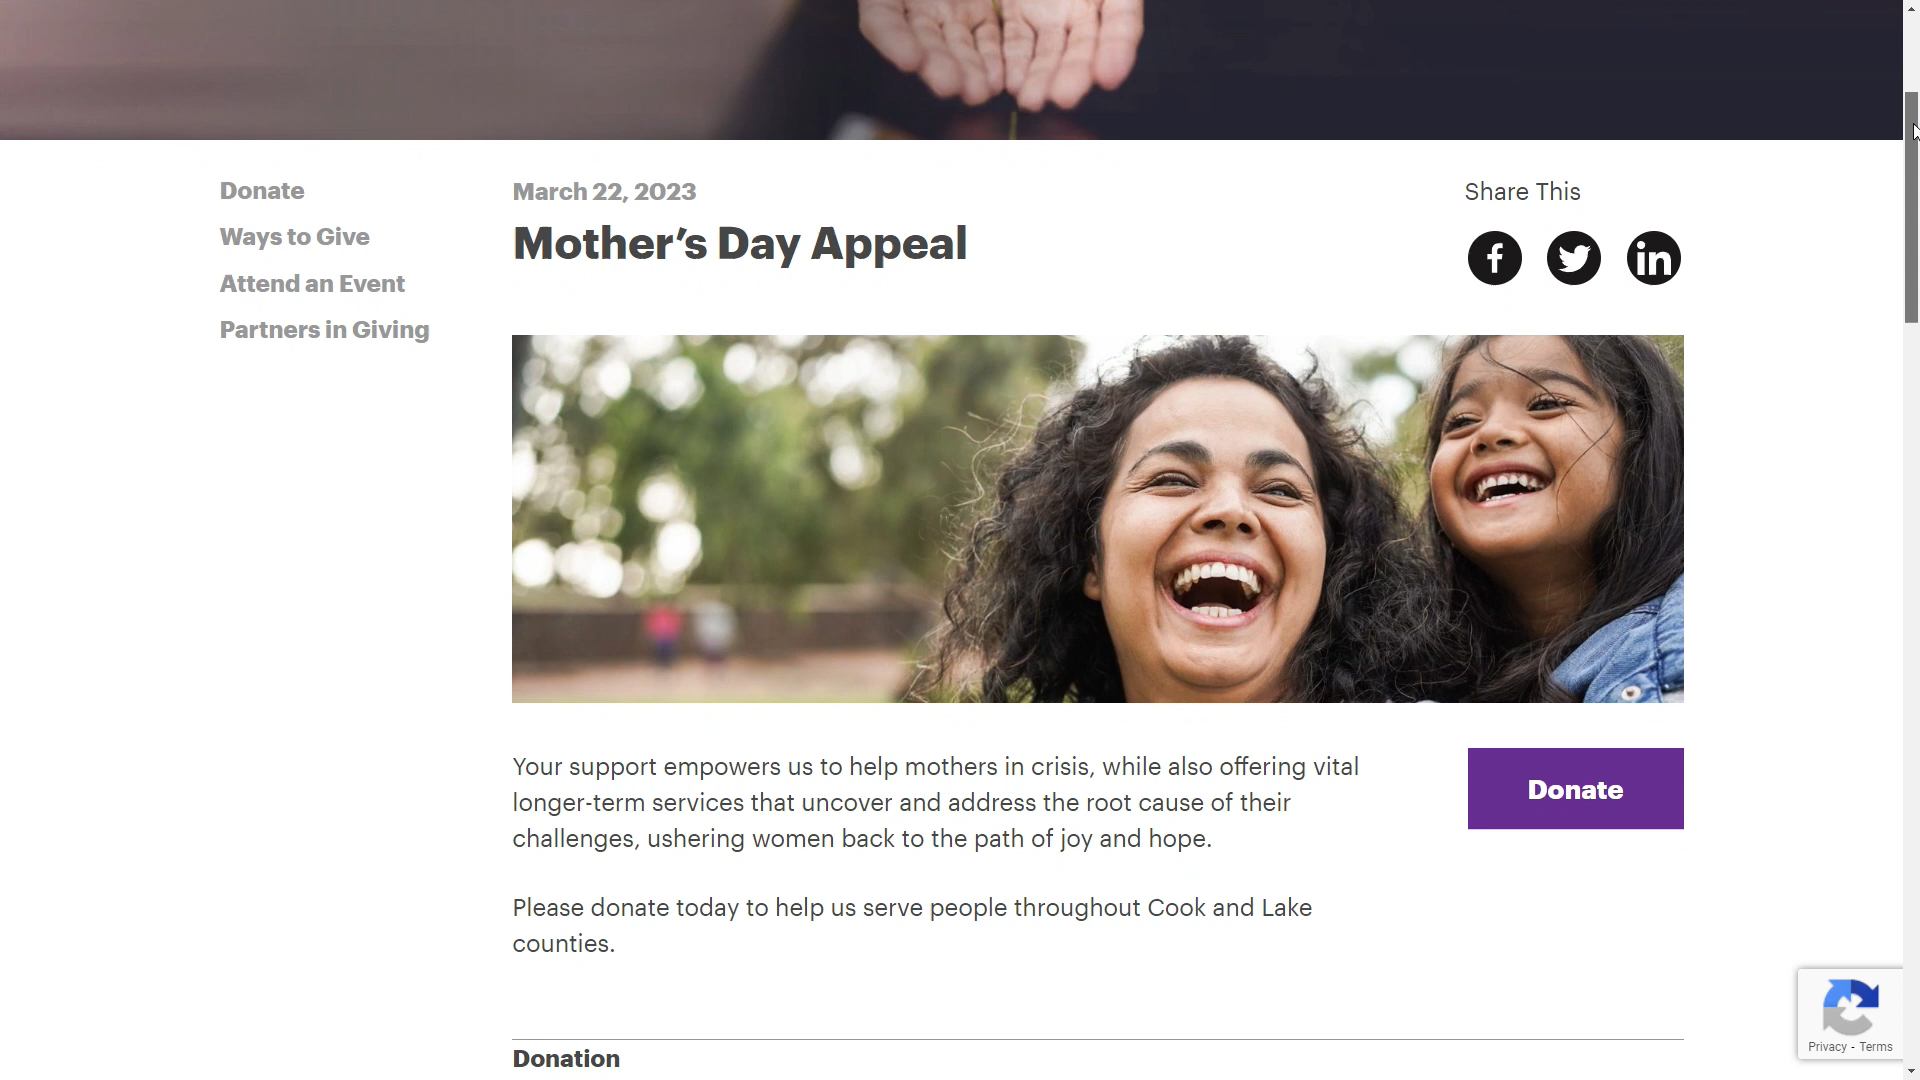 Donate
Ways to Give
Attend an Event
Partners in Giving
March 22, 2023
Mother’s Day Appeal
Share This
Your support empowers us to help mothers in crisis, while also offering vital
longer-term services that uncover and address the root cause of their
challenges, ushering women back to the path of joy and hope.
Please donate today to help us serve people throughout Cook and Lake
counties.
Donate
Donation
Privacy - Terms